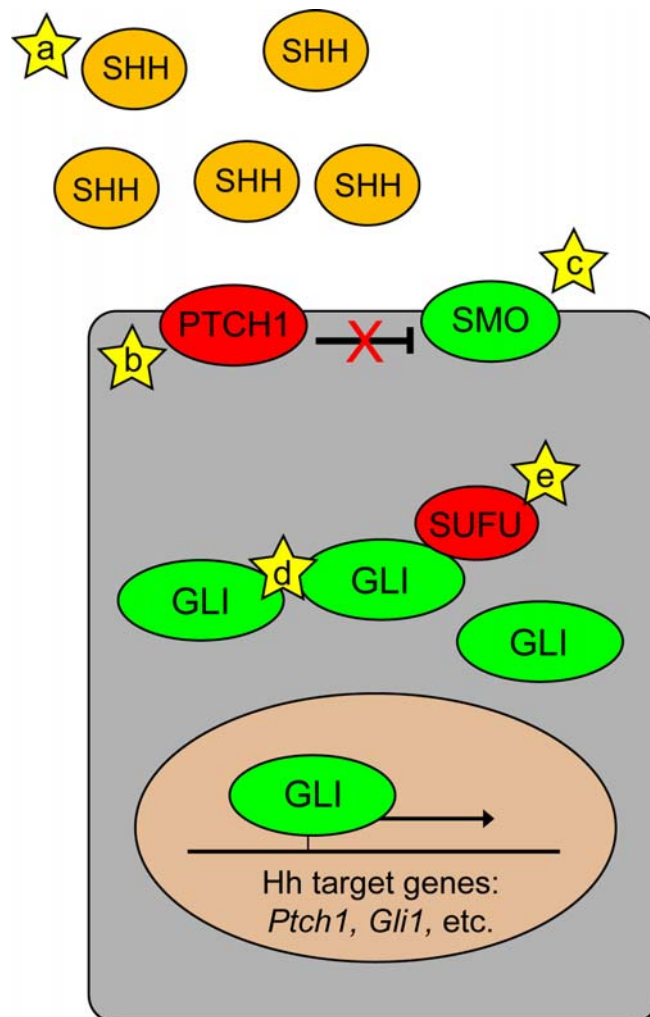 a
SHH
SHH
SHH
SHH
SHH
c
PTCH1
X
SMO
b
e
SUFU
d
GLI
GLI
GLI
GLI
Hh target genes:
Ptch1, Gli1, etc.